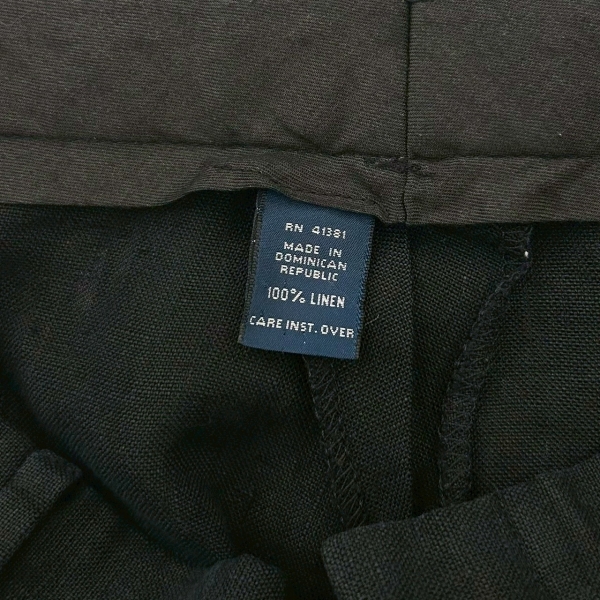 RN 41381
MADE IN
DOMINICAN
REPUBLIC
100% LINEN
CARE INST. OVER